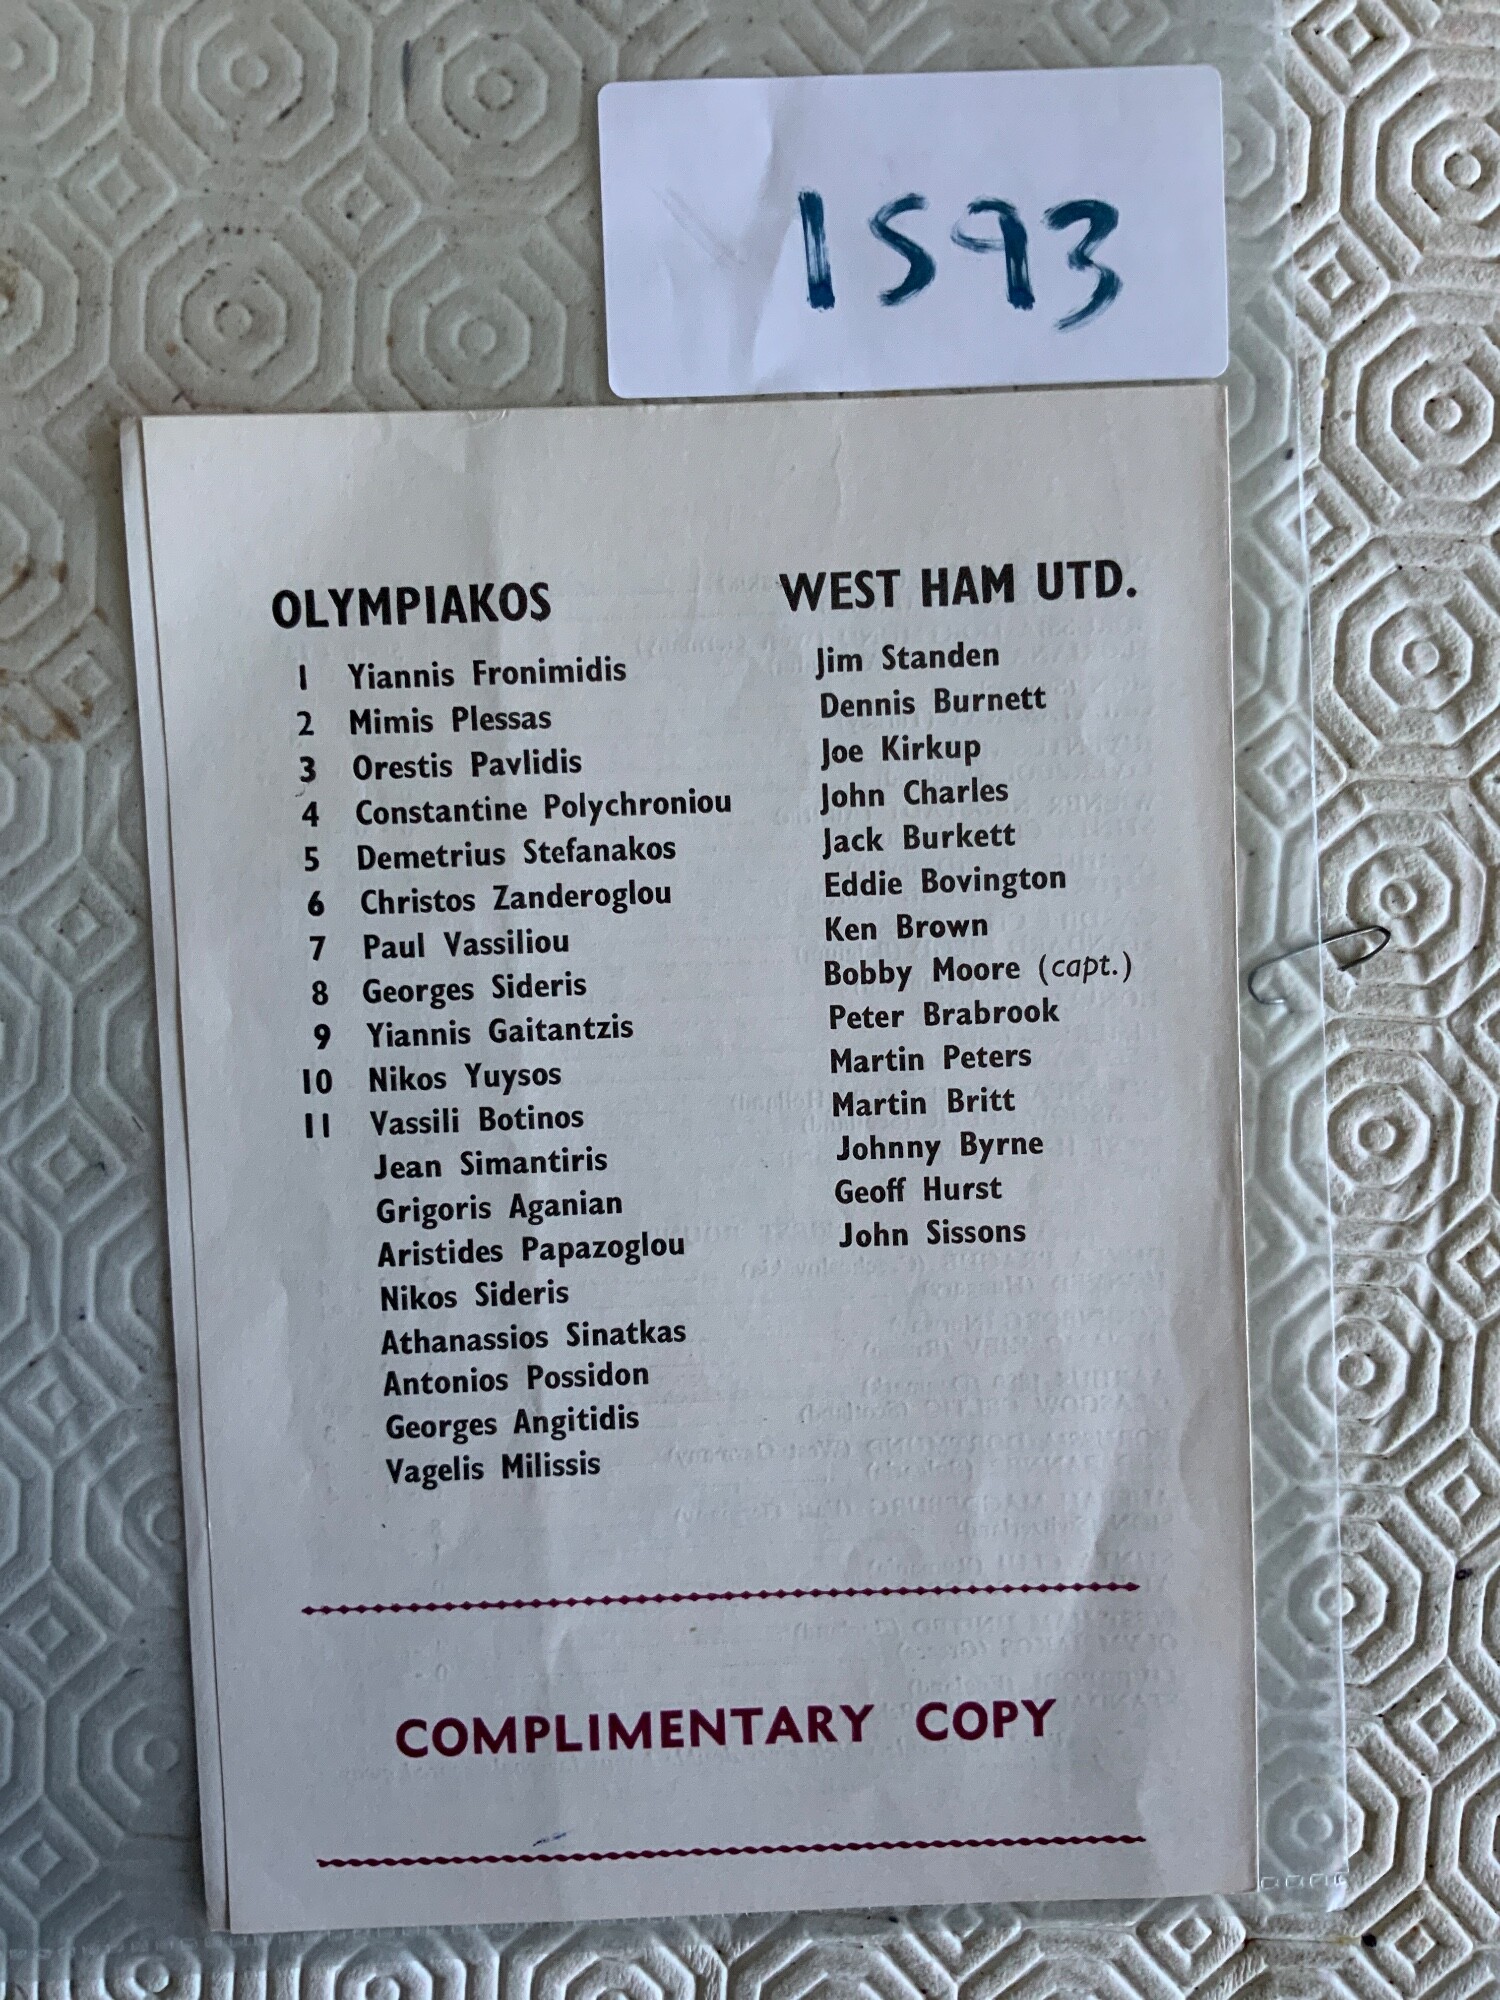 1593
OLYMPIAKOS
1 Yiannis Fronimidis
2 Mimis Plessas
3 Orestis Pavlidis
4 Constantine Polychroniou
5 Demetrius Stefanakos
6 Christos Zanderoglou
7 Paul Vassiliou
8 Georges Sideris
9 Yiannis Gaitantzis
10 Nikos Yuysos
11 Vassili Botinos
Jean Simantiris
Grigoris Aganian
Aristides Papazoglou
Nikos Sideris
Athanassios Sinatkas
Antonios Possidon
Georges Angitidis
Vagelis Milissis
WEST HAM UTD.
Jim Standen
Dennis Burnett
Joe Kirkup
John Charles
Jack Burkett
Eddie Bovington
Ken Brown
Bobby Moore (capt.)
Peter Brabrook
Martin Peters
Martin Britt
Johnny Byrne
Geoff Hurst
John Sissons
COMPLIMENTARY COPY